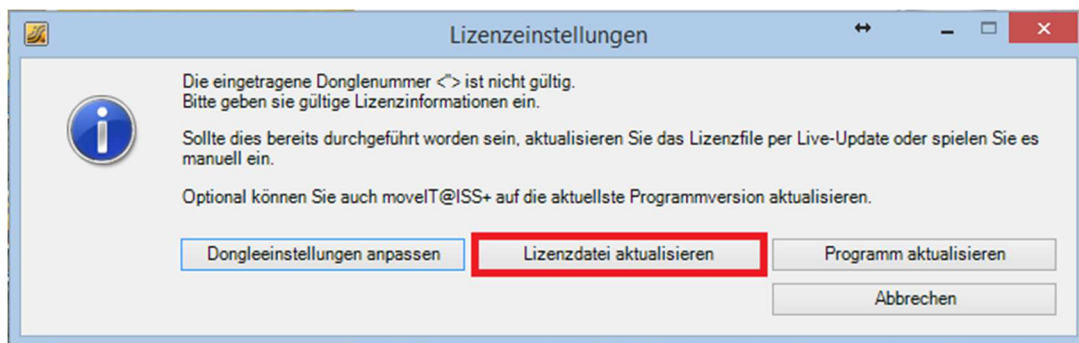 Lizenzeinstellungen
Die eingetragene Donglenummer <''> ist nicht gültig.
Bitte geben sie gültige Lizenzinformationen ein.
Sollte dies bereits durchgeführt worden sein, aktualisieren Sie das Lizenzfile per Live-Update oder spielen Sie es
manuell ein.
Optional können Sie auch moveIT@ISS+ auf die aktuellste Programmversion aktualisieren.
Dongleeinstellungen anpassen
Lizenzdatei aktualisieren
Programm aktualisieren
Abbrechen